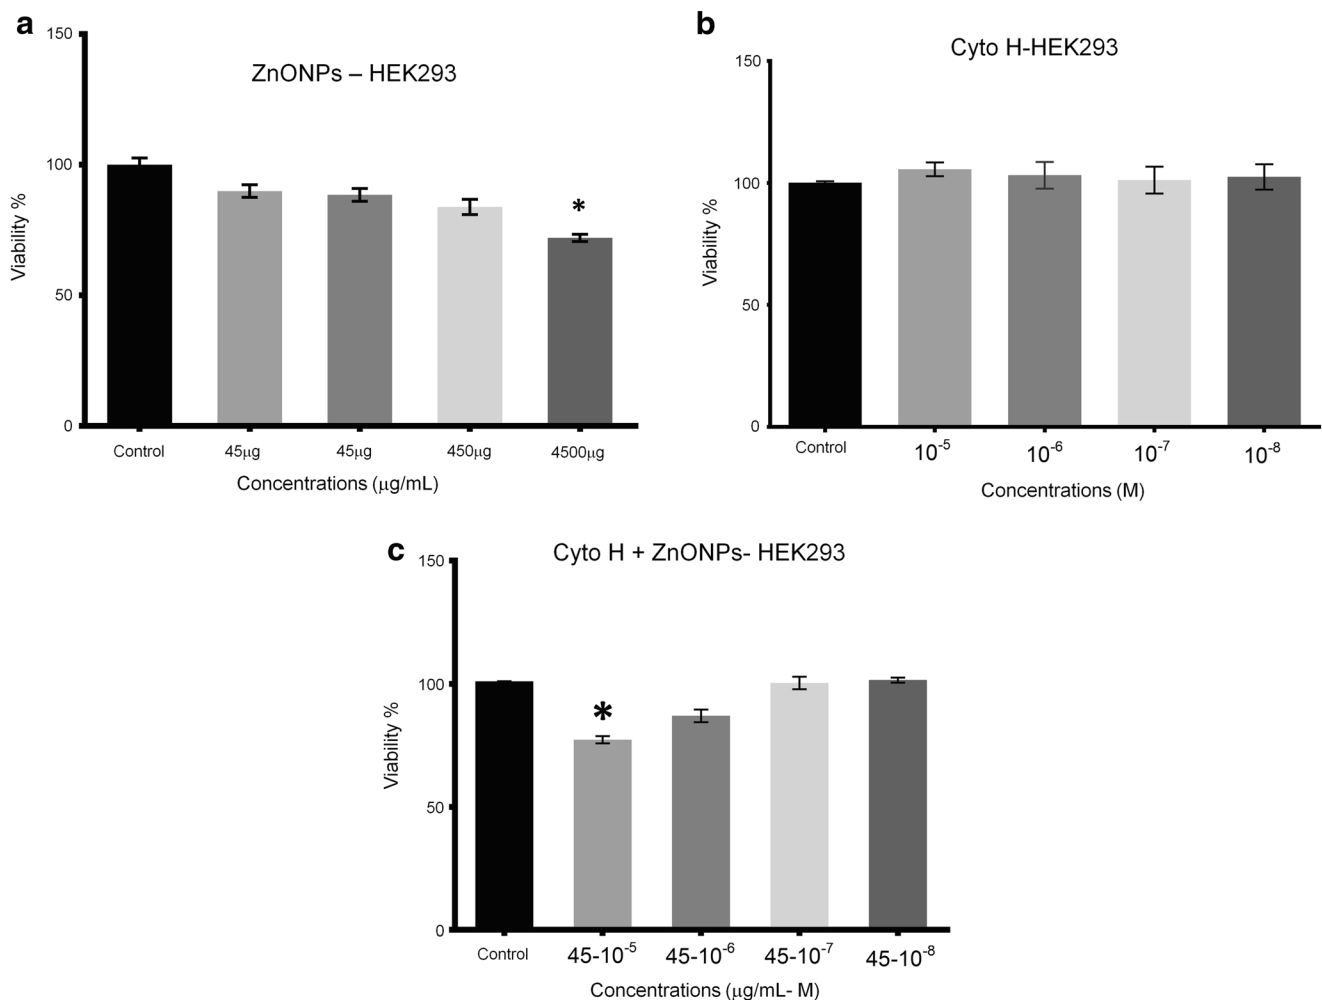 a
ZnONPs – HEK293
150
100
50
0
Viability %
Control 45µg 45µg 450µg 4500µg
*
Concentrations (µg/mL)
b
Cyto H-HEK293
150
100
50
0
Viability %
Control 10⁻⁵ 10⁻⁶ 10⁻⁷ 10⁻⁸
Concentrations (M)
c
Cyto H + ZnONPs- HEK293
150
100
50
0
Viability %
*
Control 45-10⁻⁵ 45-10⁻⁶ 45-10⁻⁷ 45-10⁻⁸
Concentrations (µg/mL- M)